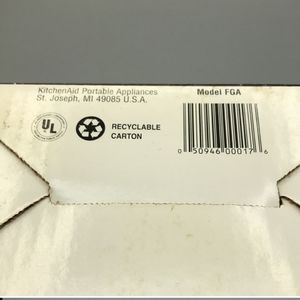 KitchenAid Portable Appliances
St. Joseph, MI 49085 U.S.A.
Model FGA
UL
RECYCLABLE
CARTON
0 50946 00017 6